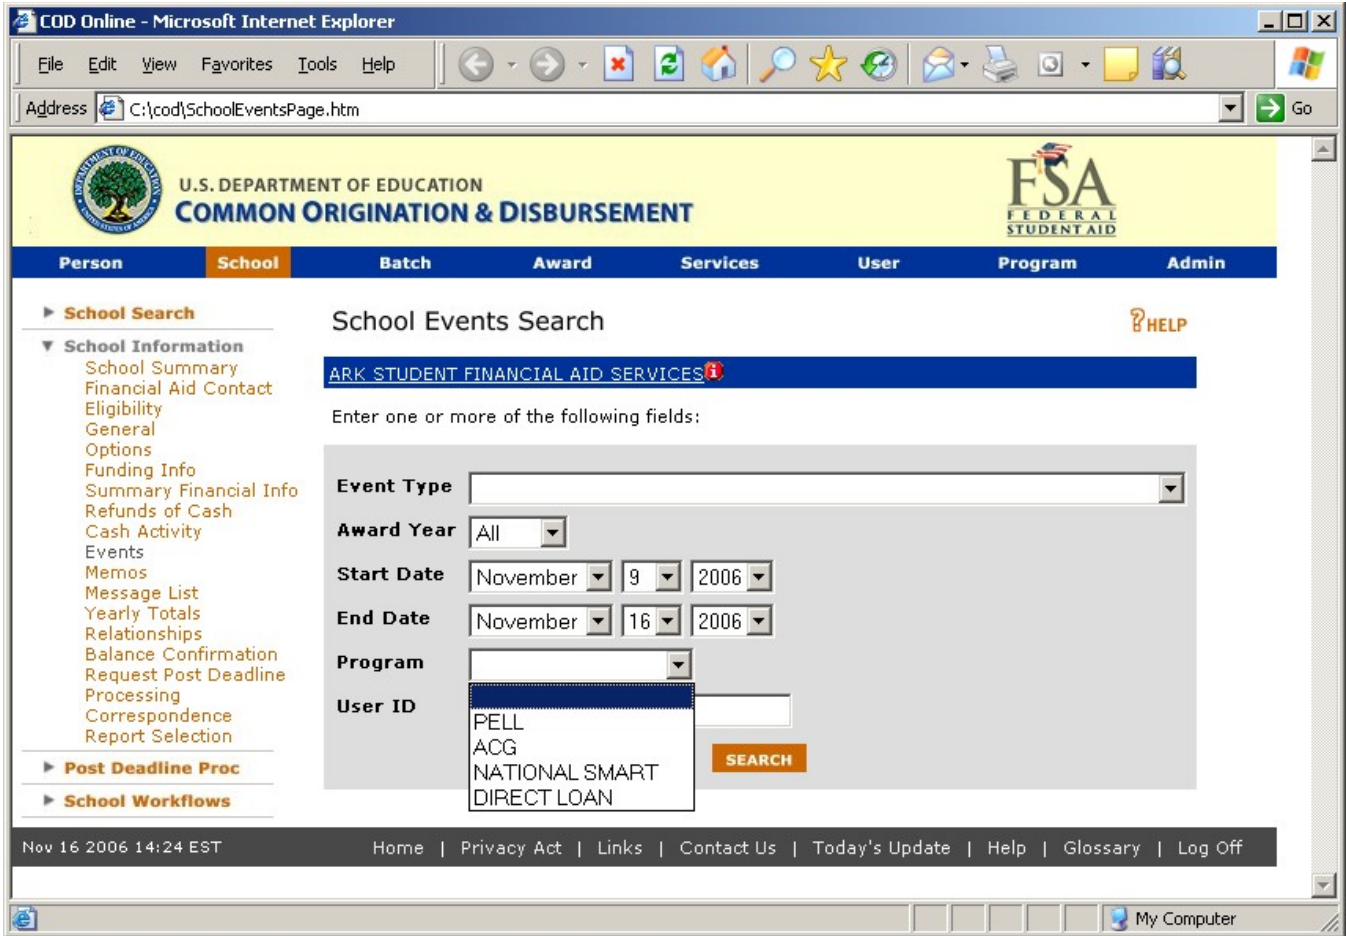 COD Online - Microsoft Internet Explorer
File Edit View Favorites Tools Help
Address C:\cod\SchoolEventsPage.htm Go
U.S. DEPARTMENT OF EDUCATION
COMMON ORIGINATION & DISBURSEMENT
FSA
FEDERAL
STUDENT AID
Person School Batch Award Services User Program Admin
School Search
School Information
School Summary
Financial Aid Contact
Eligibility
General
Options
Funding Info
Summary Financial Info
Refunds of Cash
Cash Activity
Events
Memos
Message List
Yearly Totals
Relationships
Balance Confirmation
Request Post Deadline
Processing
Correspondence
Report Selection
Post Deadline Proc
School Workflows
School Events Search
? HELP
ARK STUDENT FINANCIAL AID SERVICES
Enter one or more of the following fields:
Event Type
Award Year All
Start Date November 9 2006
End Date November 16 2006
Program
User ID
PELL
ACG
NATIONAL SMART
DIRECT LOAN
SEARCH
Nov 16 2006 14:24 EST Home | Privacy Act | Links | Contact Us | Today's Update | Help | Glossary | Log Off
My Computer